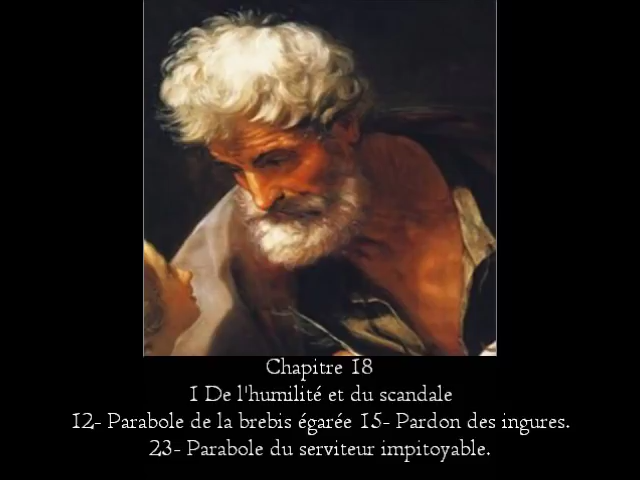 Chapitre 18
1 De l'humilité et du scandale
12- Parabole de la brebis égarée 15- Pardon des ingures.
23- Parabole du serviteur impitoyable.